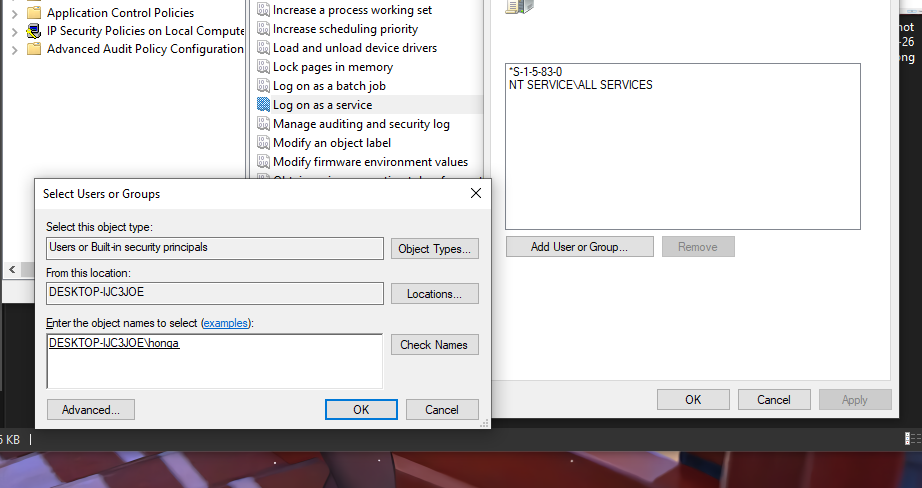 Application Control Policies
IP Security Policies on Local Compute
Advanced Audit Policy Configuration
Increase a process working set
Increase scheduling priority
Load and unload device drivers
Lock pages in memory
Log on as a batch job
Log on as a service
Manage auditing and security log
Modify an object label
Modify firmware environment values
*S-1-5-83-0
NT SERVICE\ALL SERVICES
Add User or Group...
Remove
OK
Cancel
Apply
Select Users or Groups
Select this object type:
Users or Built-in security principals
Object Types...
From this location:
DESKTOP-IJC3JOE
Locations...
Enter the object names to select (examples):
DESKTOP-IJC3JOE\honga
Check Names
Advanced...
OK
Cancel
KB
not
-26
ong